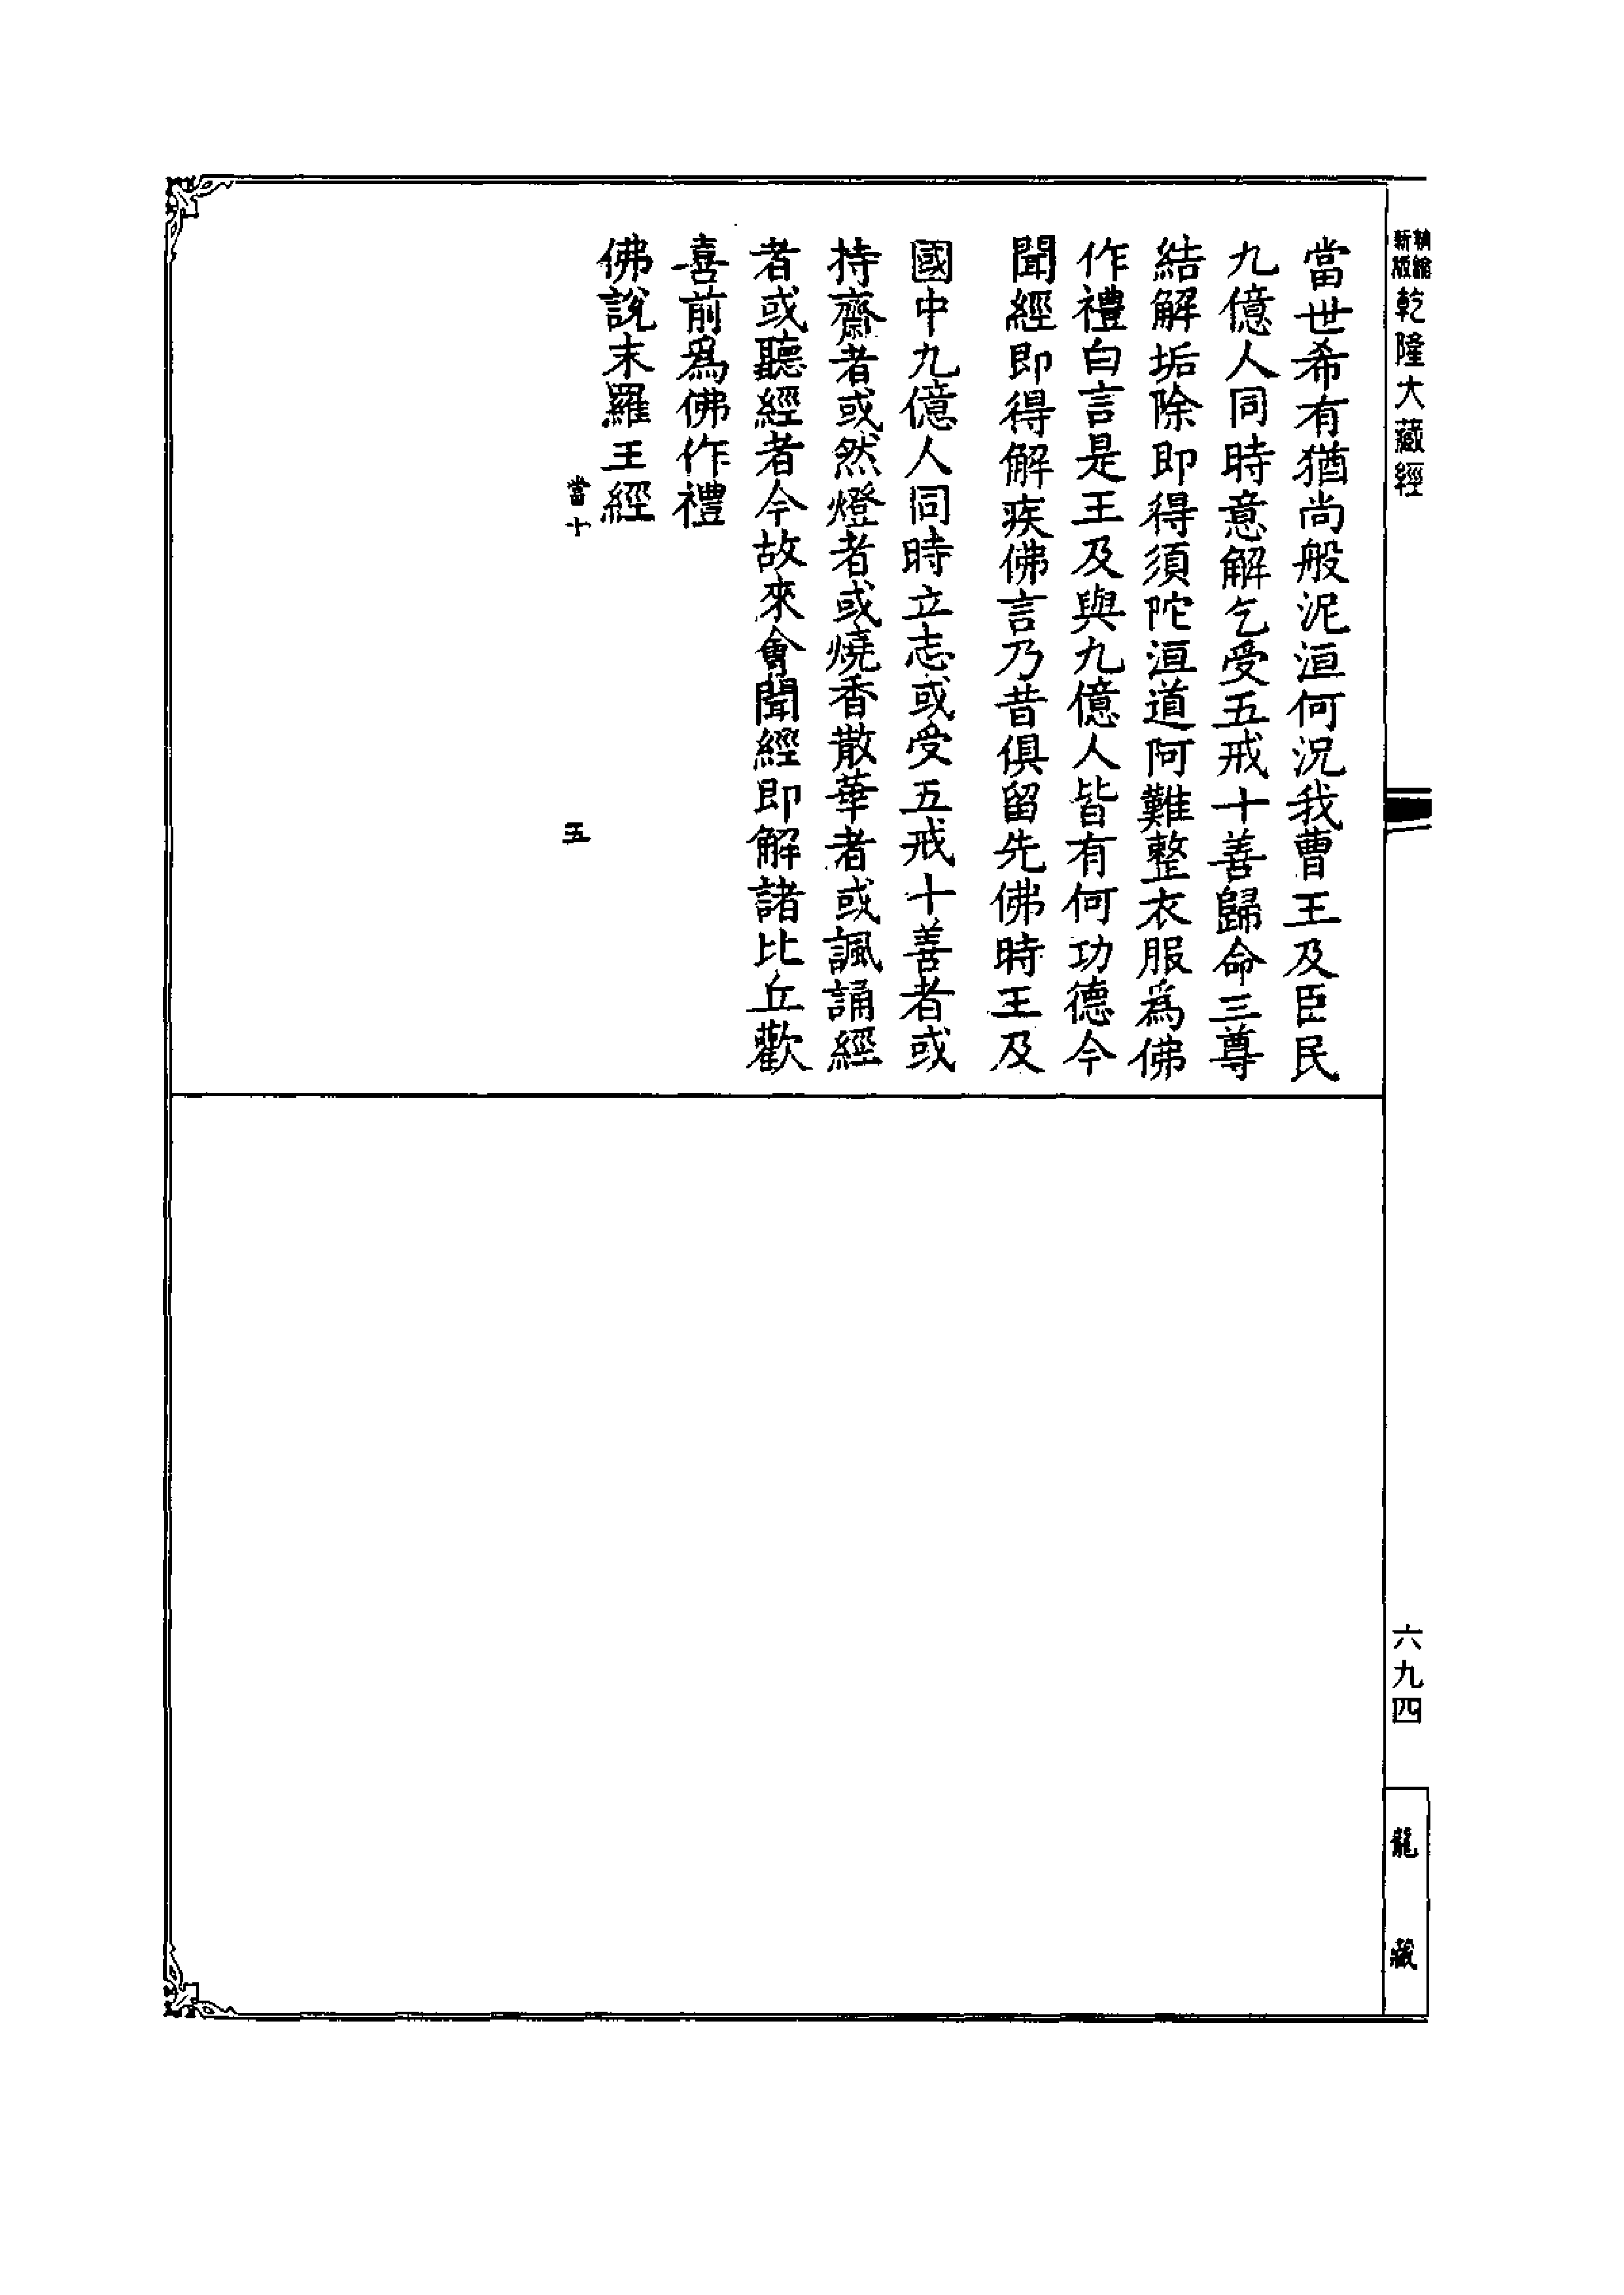 新版精縮乾隆大藏經
六九四
龍藏
當世希有猶尚般泥洹何況我曹王及臣民
九億人同時意解乞受五戒十善歸命三尊
結解垢除即得須陀洹道阿難整衣服爲佛
作禮白言是王及與九億人皆有何功德今
聞經即得解疾佛言乃昔俱留先佛時王及
國中九億人同時立志或受五戒十善者或
持齋者或然燈者或燒香散華者或諷誦經
者或聽經者今故來會聞經即解諸比丘歡
喜前爲佛作禮
佛說末羅王經
當十
五